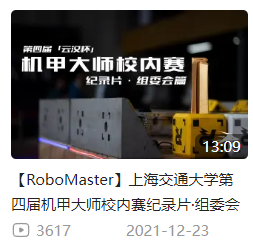 第四届「云汉杯」
机甲大师校内赛
纪录片·组委会篇
13:09
【RoboMaster】上海交通大学第
四届机甲大师校内赛纪录片·组委会
3617 2021-12-23